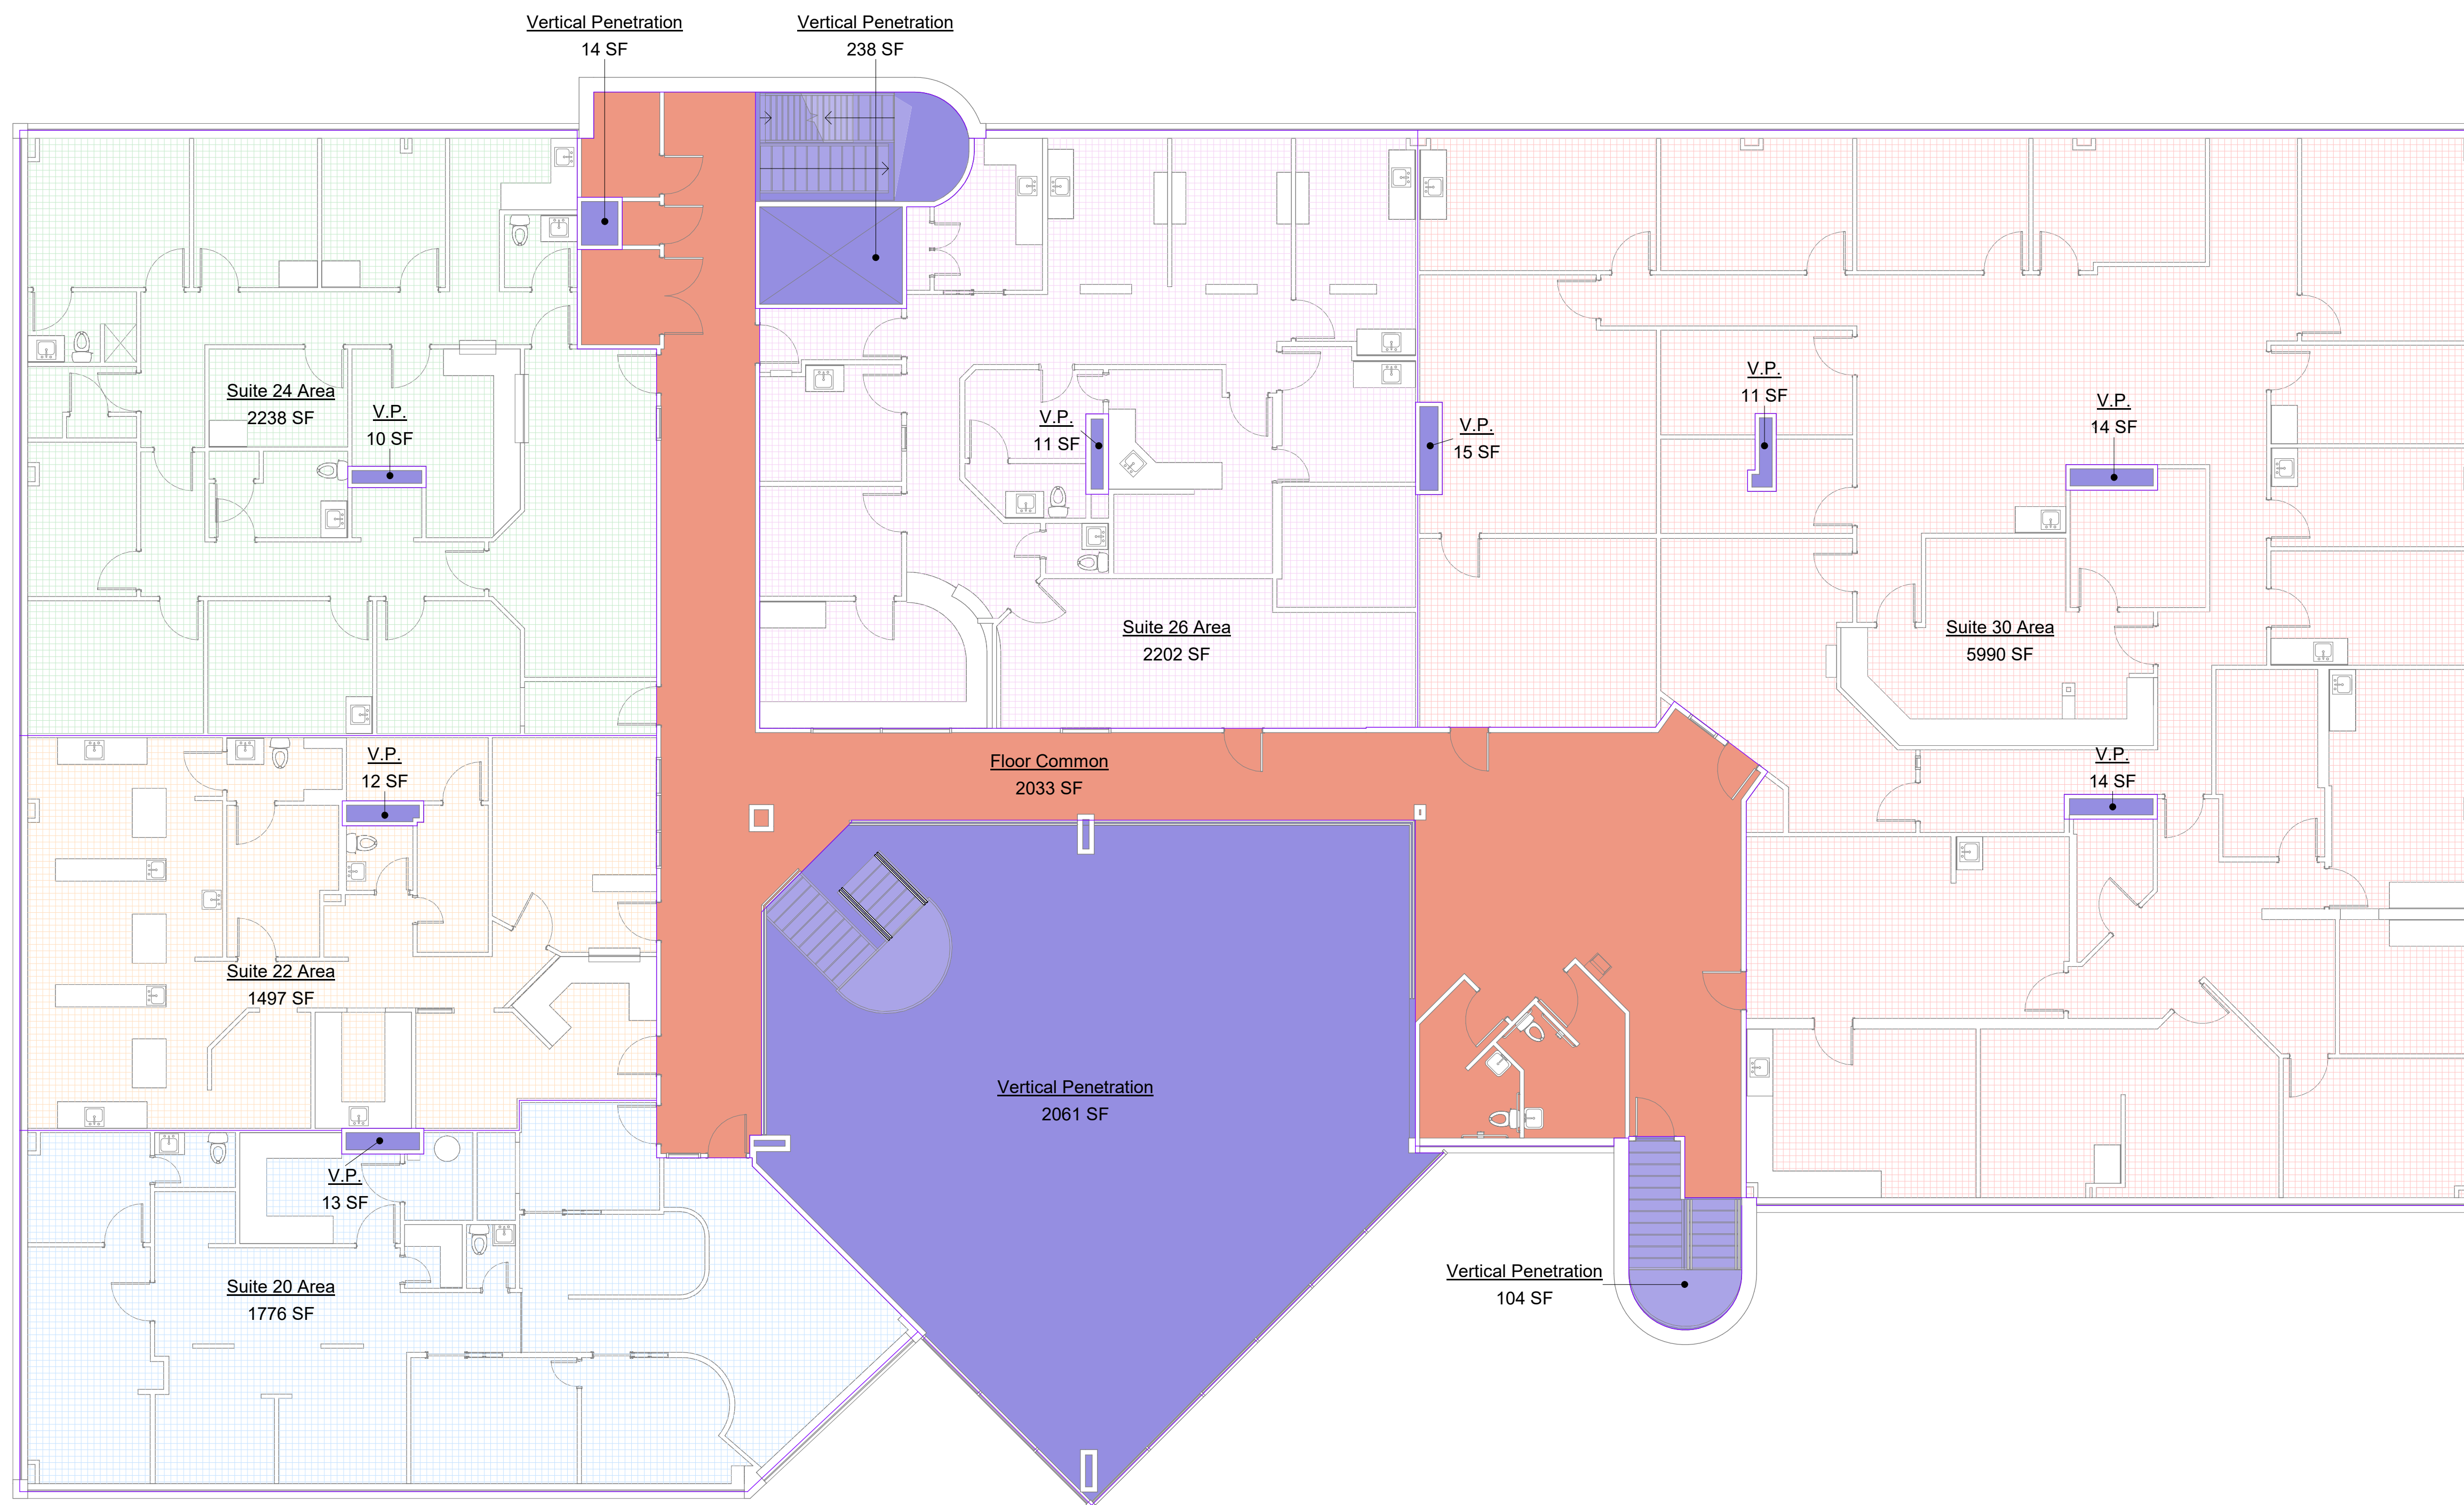 Vertical Penetration
14 SF
Vertical Penetration
238 SF
Suite 24 Area
2238 SF
V.P.
10 SF
V.P.
11 SF
V.P.
15 SF
V.P.
11 SF
V.P.
14 SF
Suite 26 Area
2202 SF
Suite 30 Area
5990 SF
V.P.
12 SF
Floor Common
2033 SF
V.P.
14 SF
Suite 22 Area
1497 SF
Vertical Penetration
2061 SF
V.P.
13 SF
Suite 20 Area
1776 SF
Vertical Penetration
104 SF